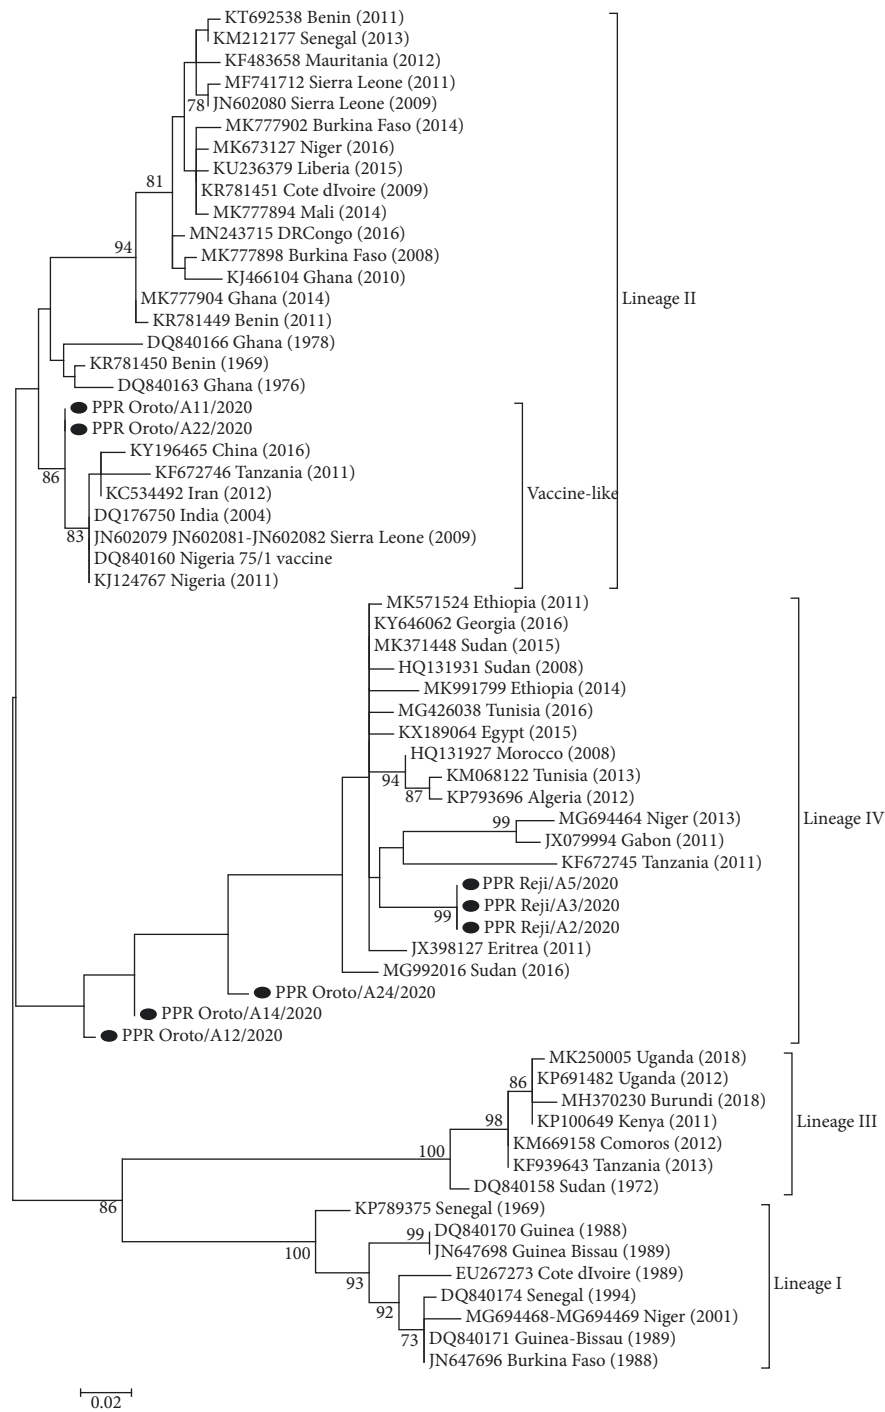 KT692538 Benin (2011)
KM212177 Senegal (2013)
KF483658 Mauritania (2012)
MF741712 Sierra Leone (2011)
78
JN602080 Sierra Leone (2009)
MK777902 Burkina Faso (2014)
MK673127 Niger (2016)
KU236379 Liberia (2015)
81
KR781451 Cote dIvoire (2009)
MK777894 Mali (2014)
MN243715 DRCongo (2016)
94
MK777898 Burkina Faso (2008)
KJ466104 Ghana (2010)
MK777904 Ghana (2014)
Lineage II
KR781449 Benin (2011)
DQ840166 Ghana (1978)
KR781450 Benin (1969)
DQ840163 Ghana (1976)
PPR Oroto/A11/2020
PPR Oroto/A22/2020
KY196465 China (2016)
86
KF672746 Tanzania (2011)
KC534492 Iran (2012)
Vaccine-like
DQ176750 India (2004)
83
JN602079 JN602081-JN602082 Sierra Leone (2009)
DQ840160 Nigeria 75/1 vaccine
KJ124767 Nigeria (2011)
MK571524 Ethiopia (2011)
KY646062 Georgia (2016)
MK371448 Sudan (2015)
HQ131931 Sudan (2008)
MK991799 Ethiopia (2014)
MG426038 Tunisia (2016)
KX189064 Egypt (2015)
HQ131927 Morocco (2008)
94
KM068122 Tunisia (2013)
87
KP793696 Algeria (2012)
99
MG694464 Niger (2013)
Lineage IV
JX079994 Gabon (2011)
KF672745 Tanzania (2011)
PPR Reji/A5/2020
PPR Reji/A3/2020
99
PPR Reji/A2/2020
JX398127 Eritrea (2011)
MG992016 Sudan (2016)
PPR Oroto/A24/2020
PPR Oroto/A14/2020
PPR Oroto/A12/2020
MK250005 Uganda (2018)
86
KP691482 Uganda (2012)
MH370230 Burundi (2018)
98
KP100649 Kenya (2011)
Lineage III
KM669158 Comoros (2012)
100
KF939643 Tanzania (2013)
DQ840158 Sudan (1972)
86
KP789375 Senegal (1969)
99
DQ840170 Guinea (1988)
100
JN647698 Guinea Bissau (1989)
93
EU267273 Cote dIvoire (1989)
Lineage I
DQ840174 Senegal (1994)
92
MG694468-MG694469 Niger (2001)
73
DQ840171 Guinea-Bissau (1989)
JN647696 Burkina Faso (1988)
0.02